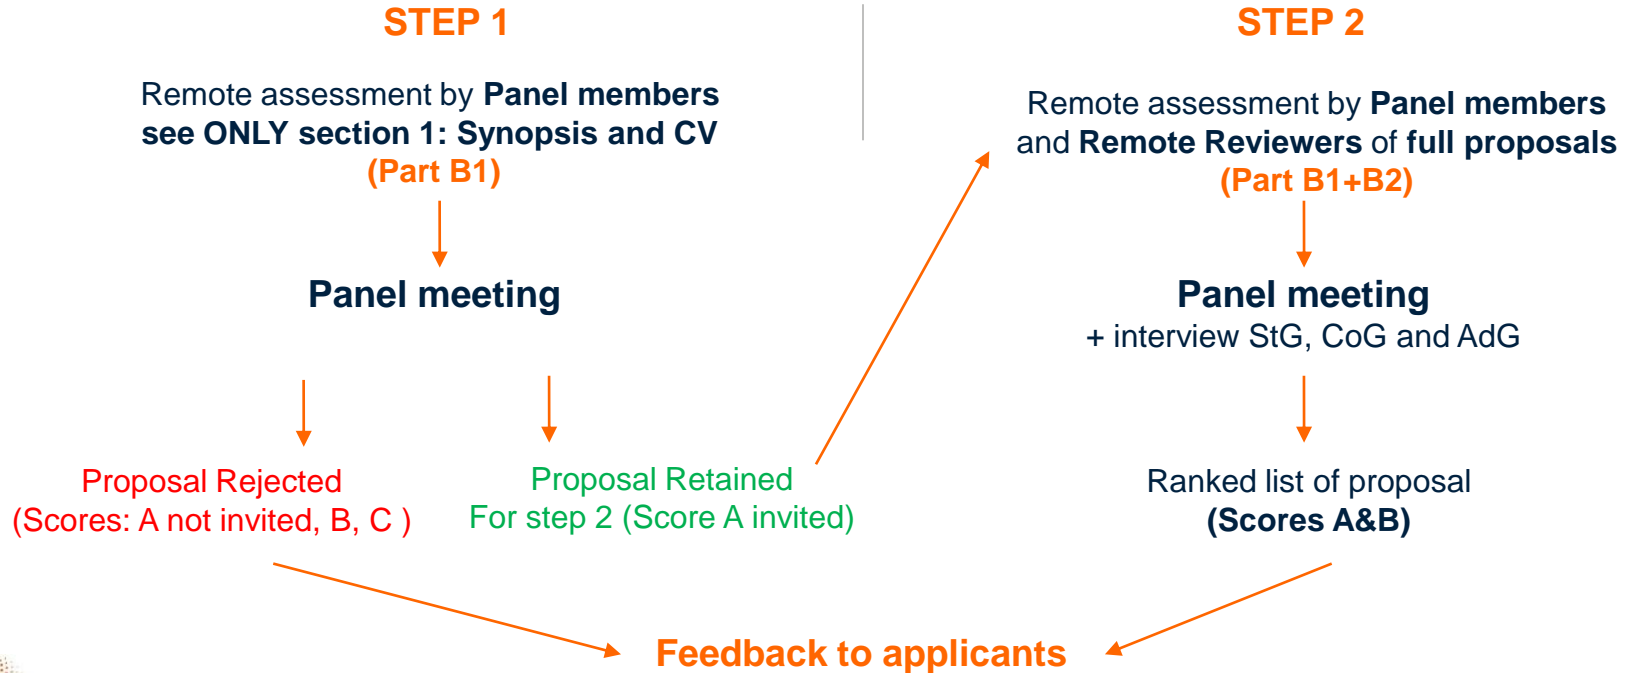 STEP 1
Remote assessment by Panel members
see ONLY section 1: Synopsis and CV
(Part B1)
Panel meeting
Proposal Rejected
(Scores: A not invited, B, C )
Proposal Retained
For step 2 (Score A invited)
STEP 2
Remote assessment by Panel members
and Remote Reviewers of full proposals
(Part B1+B2)
Panel meeting
+ interview StG, CoG and AdG
Ranked list of proposal
(Scores A&B)
Feedback to applicants